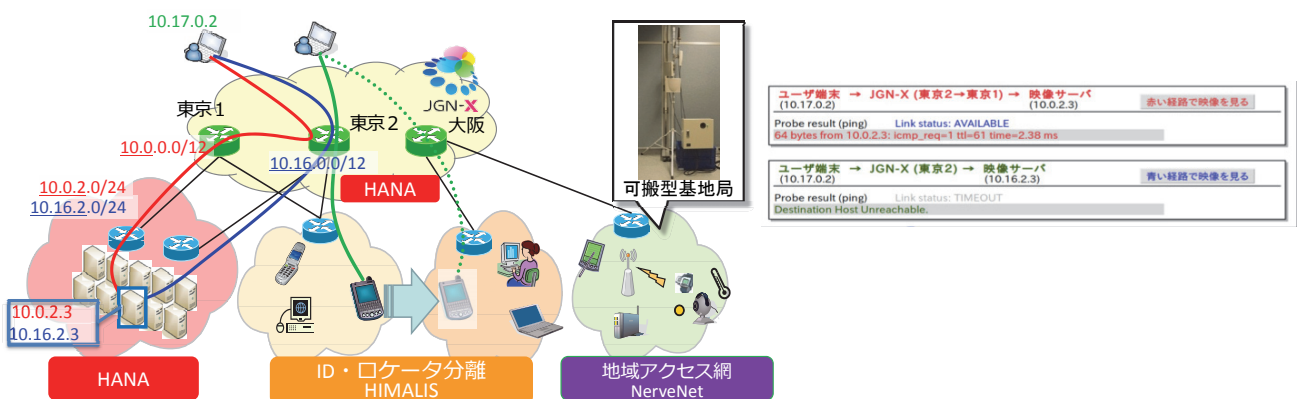 10.17.0.2
JGN-X
東京1
東京2
大阪
10.0.0.0/12
10.16.0.0/12
HANA
10.0.2.0/24
10.16.2.0/24
10.0.2.3
10.16.2.3
HANA
ID・ロケータ分離
HIMALIS
可搬型基地局
地域アクセス網
NerveNet
ユーザ端末 → JGN-X (東京2→東京1) → 映像サーバ
(10.17.0.2) (10.0.2.3)
赤い経路で映像を見る
Probe result (ping) Link status: AVAILABLE
64 bytes from 10.0.2.3: icmp_req=1 ttl=61 time=2.38 ms
ユーザ端末 → JGN-X (東京2) → 映像サーバ
(10.17.0.2) (10.16.2.3)
青い経路で映像を見る
Probe result (ping) Link status: TIMEOUT
Destination Host Unreachable.